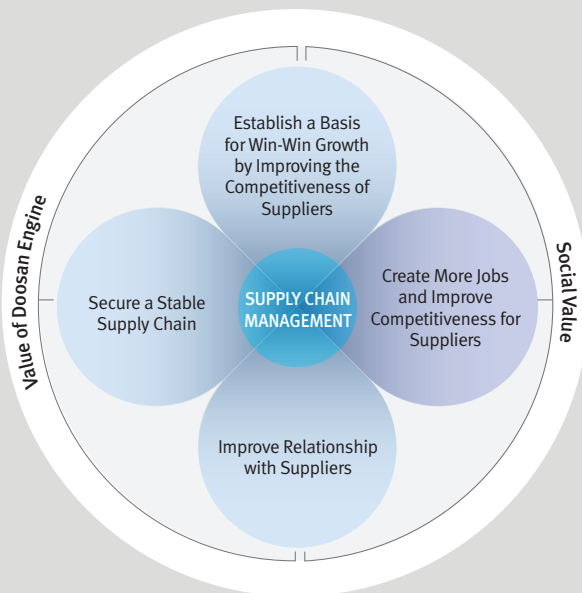 Establish a Basis
for Win-Win Growth
by Improving the
Competitiveness of
Suppliers
Value of Doosan Engine
Secure a Stable
Supply Chain
SUPPLY CHAIN
MANAGEMENT
Create More Jobs
and Improve
Competitiveness for
Suppliers
Social Value
Improve Relationship
with Suppliers